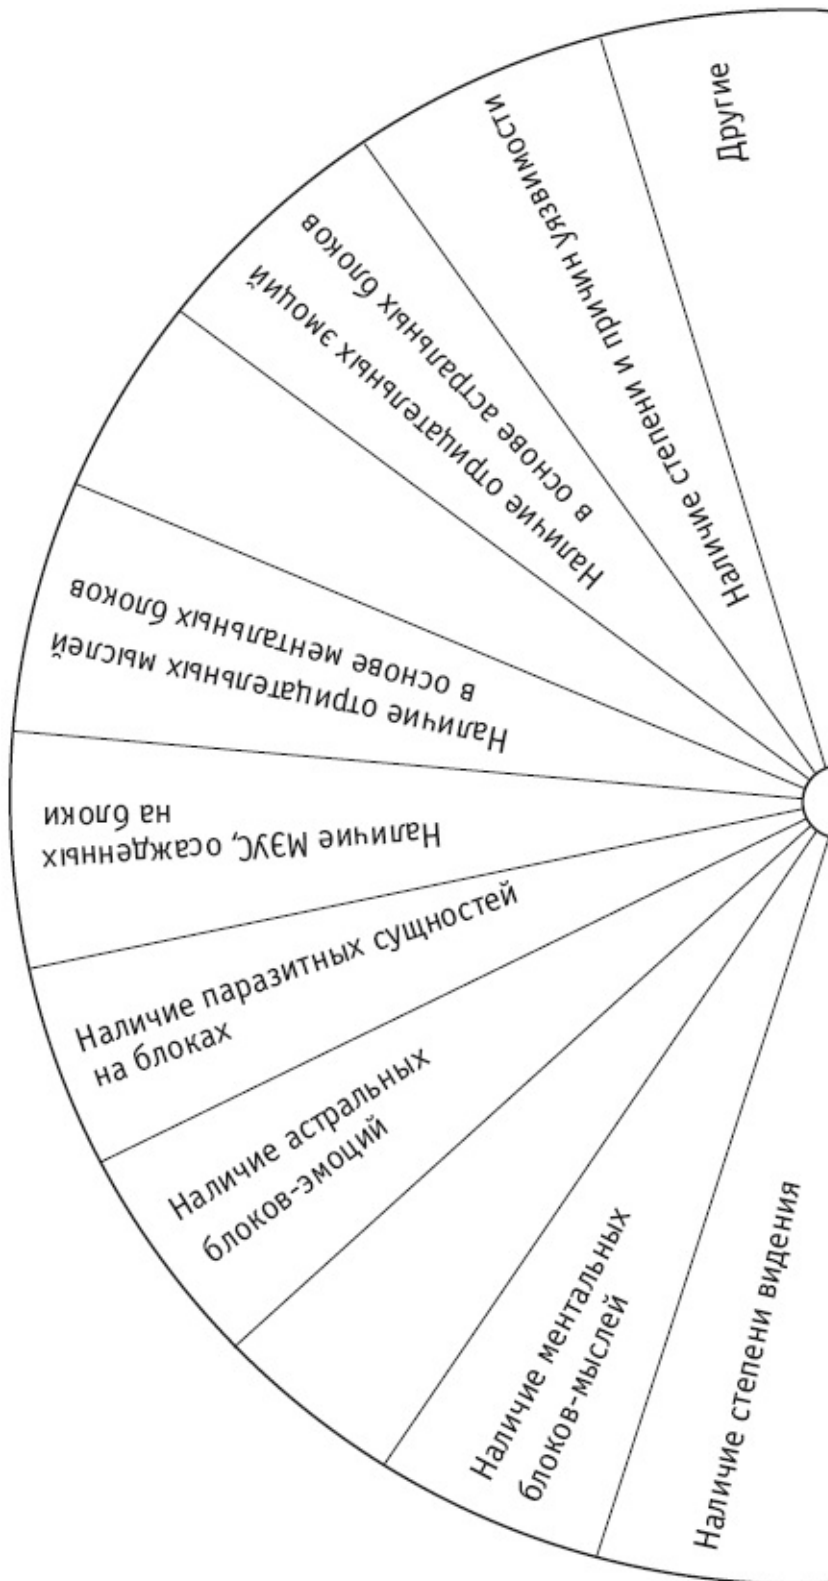 Другие
Наличие степени и причин уязвимости
Наличие отрицательных эмоций
в основе астральных блоков
Наличие отрицательных мыслей
в основе ментальных блоков
Наличие МЭУС, осажденных
на блоки
Наличие паразитных сущностей
на блоках
Наличие астральных
блоков-эмоций
Наличие ментальных
блоков-мыслей
Наличие степени видения